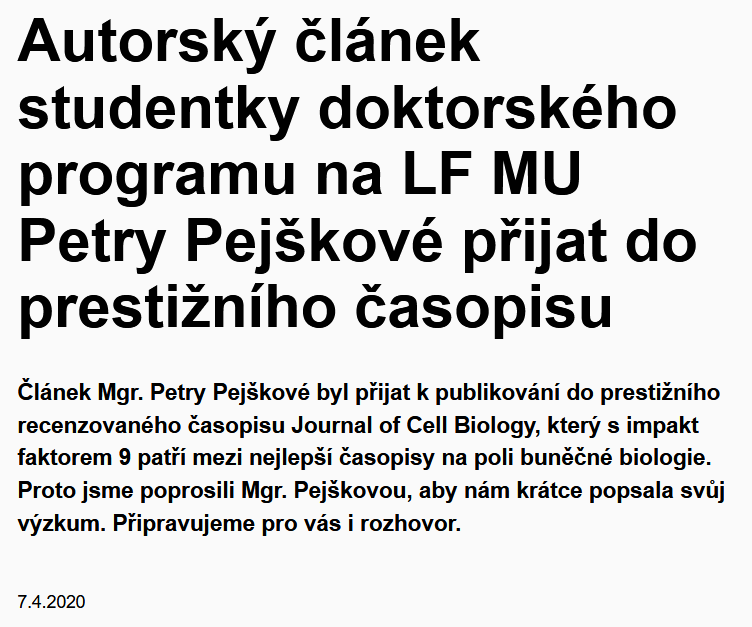 Autorský článek
studentky doktorského
programu na LF MU
Petry Pejškové přijat do
prestižního časopisu
Článek Mgr. Petry Pejškové byl přijat k publikování do prestižního
recenzovaného časopisu Journal of Cell Biology, který s impakt
faktorem 9 patří mezi nejlepší časopisy na poli buněčné biologie.
Proto jsme poprosili Mgr. Pejškovou, aby nám krátce popsala svůj
výzkum. Připravujeme pro vás i rozhovor.
7.4.2020